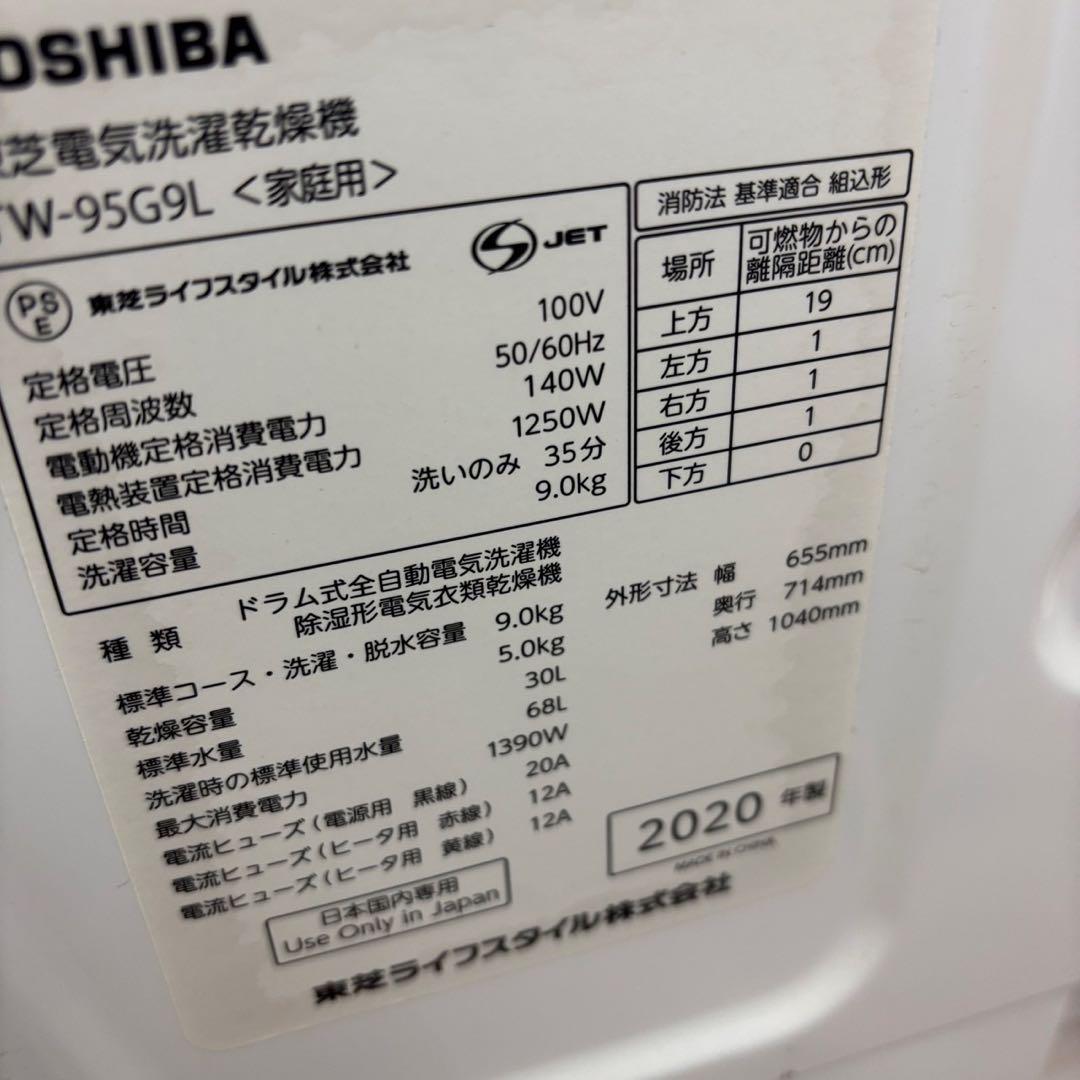 OSHIBA
芝電気洗濯乾燥機
TW-95G9L <家庭用>
PS
E
東芝ライフスタイル株式会社
JET
定格電圧 100V
定格周波数 50/60Hz
電動機定格消費電力 140W
電熱装置定格消費電力 1250W
定格時間 洗いのみ 35分
洗濯容量 9.0kg
消防法 基準適合 組込形
場所 可燃物からの離隔距離(cm)
上方 19
左方 1
右方 1
後方 1
下方 0
種類 ドラム式全自動電気洗濯機
除湿形電気衣類乾燥機
標準コース・洗濯・脱水容量 9.0kg
乾燥容量 5.0kg
標準水量 30L
洗濯時の標準使用水量 68L
最大消費電力 1390W
電流ヒューズ(電源用 黒線) 20A
電流ヒューズ(ヒータ用 赤線) 12A
電流ヒューズ(ヒータ用 黄線) 12A
外形寸法 幅 655mm
奥行 714mm
高さ 1040mm
2020 年製
MADE IN CHINA
日本国内専用
Use Only in Japan
東芝ライフスタイル株式会社